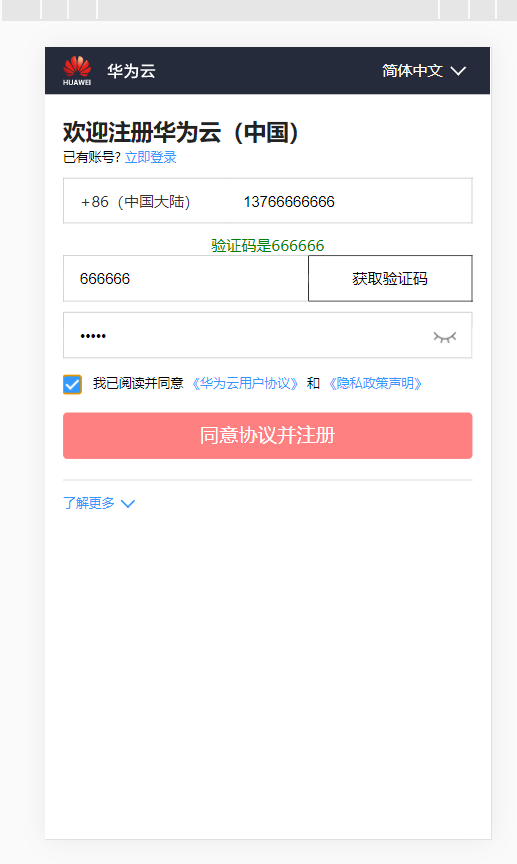 HUAWEI 华为云 简体中文
欢迎注册华为云（中国）
已有账号? 立即登录
+86（中国大陆） 13766666666
验证码是666666
666666 获取验证码
•••••
我已阅读并同意 《华为云用户协议》 和 《隐私政策声明》
同意协议并注册
了解更多